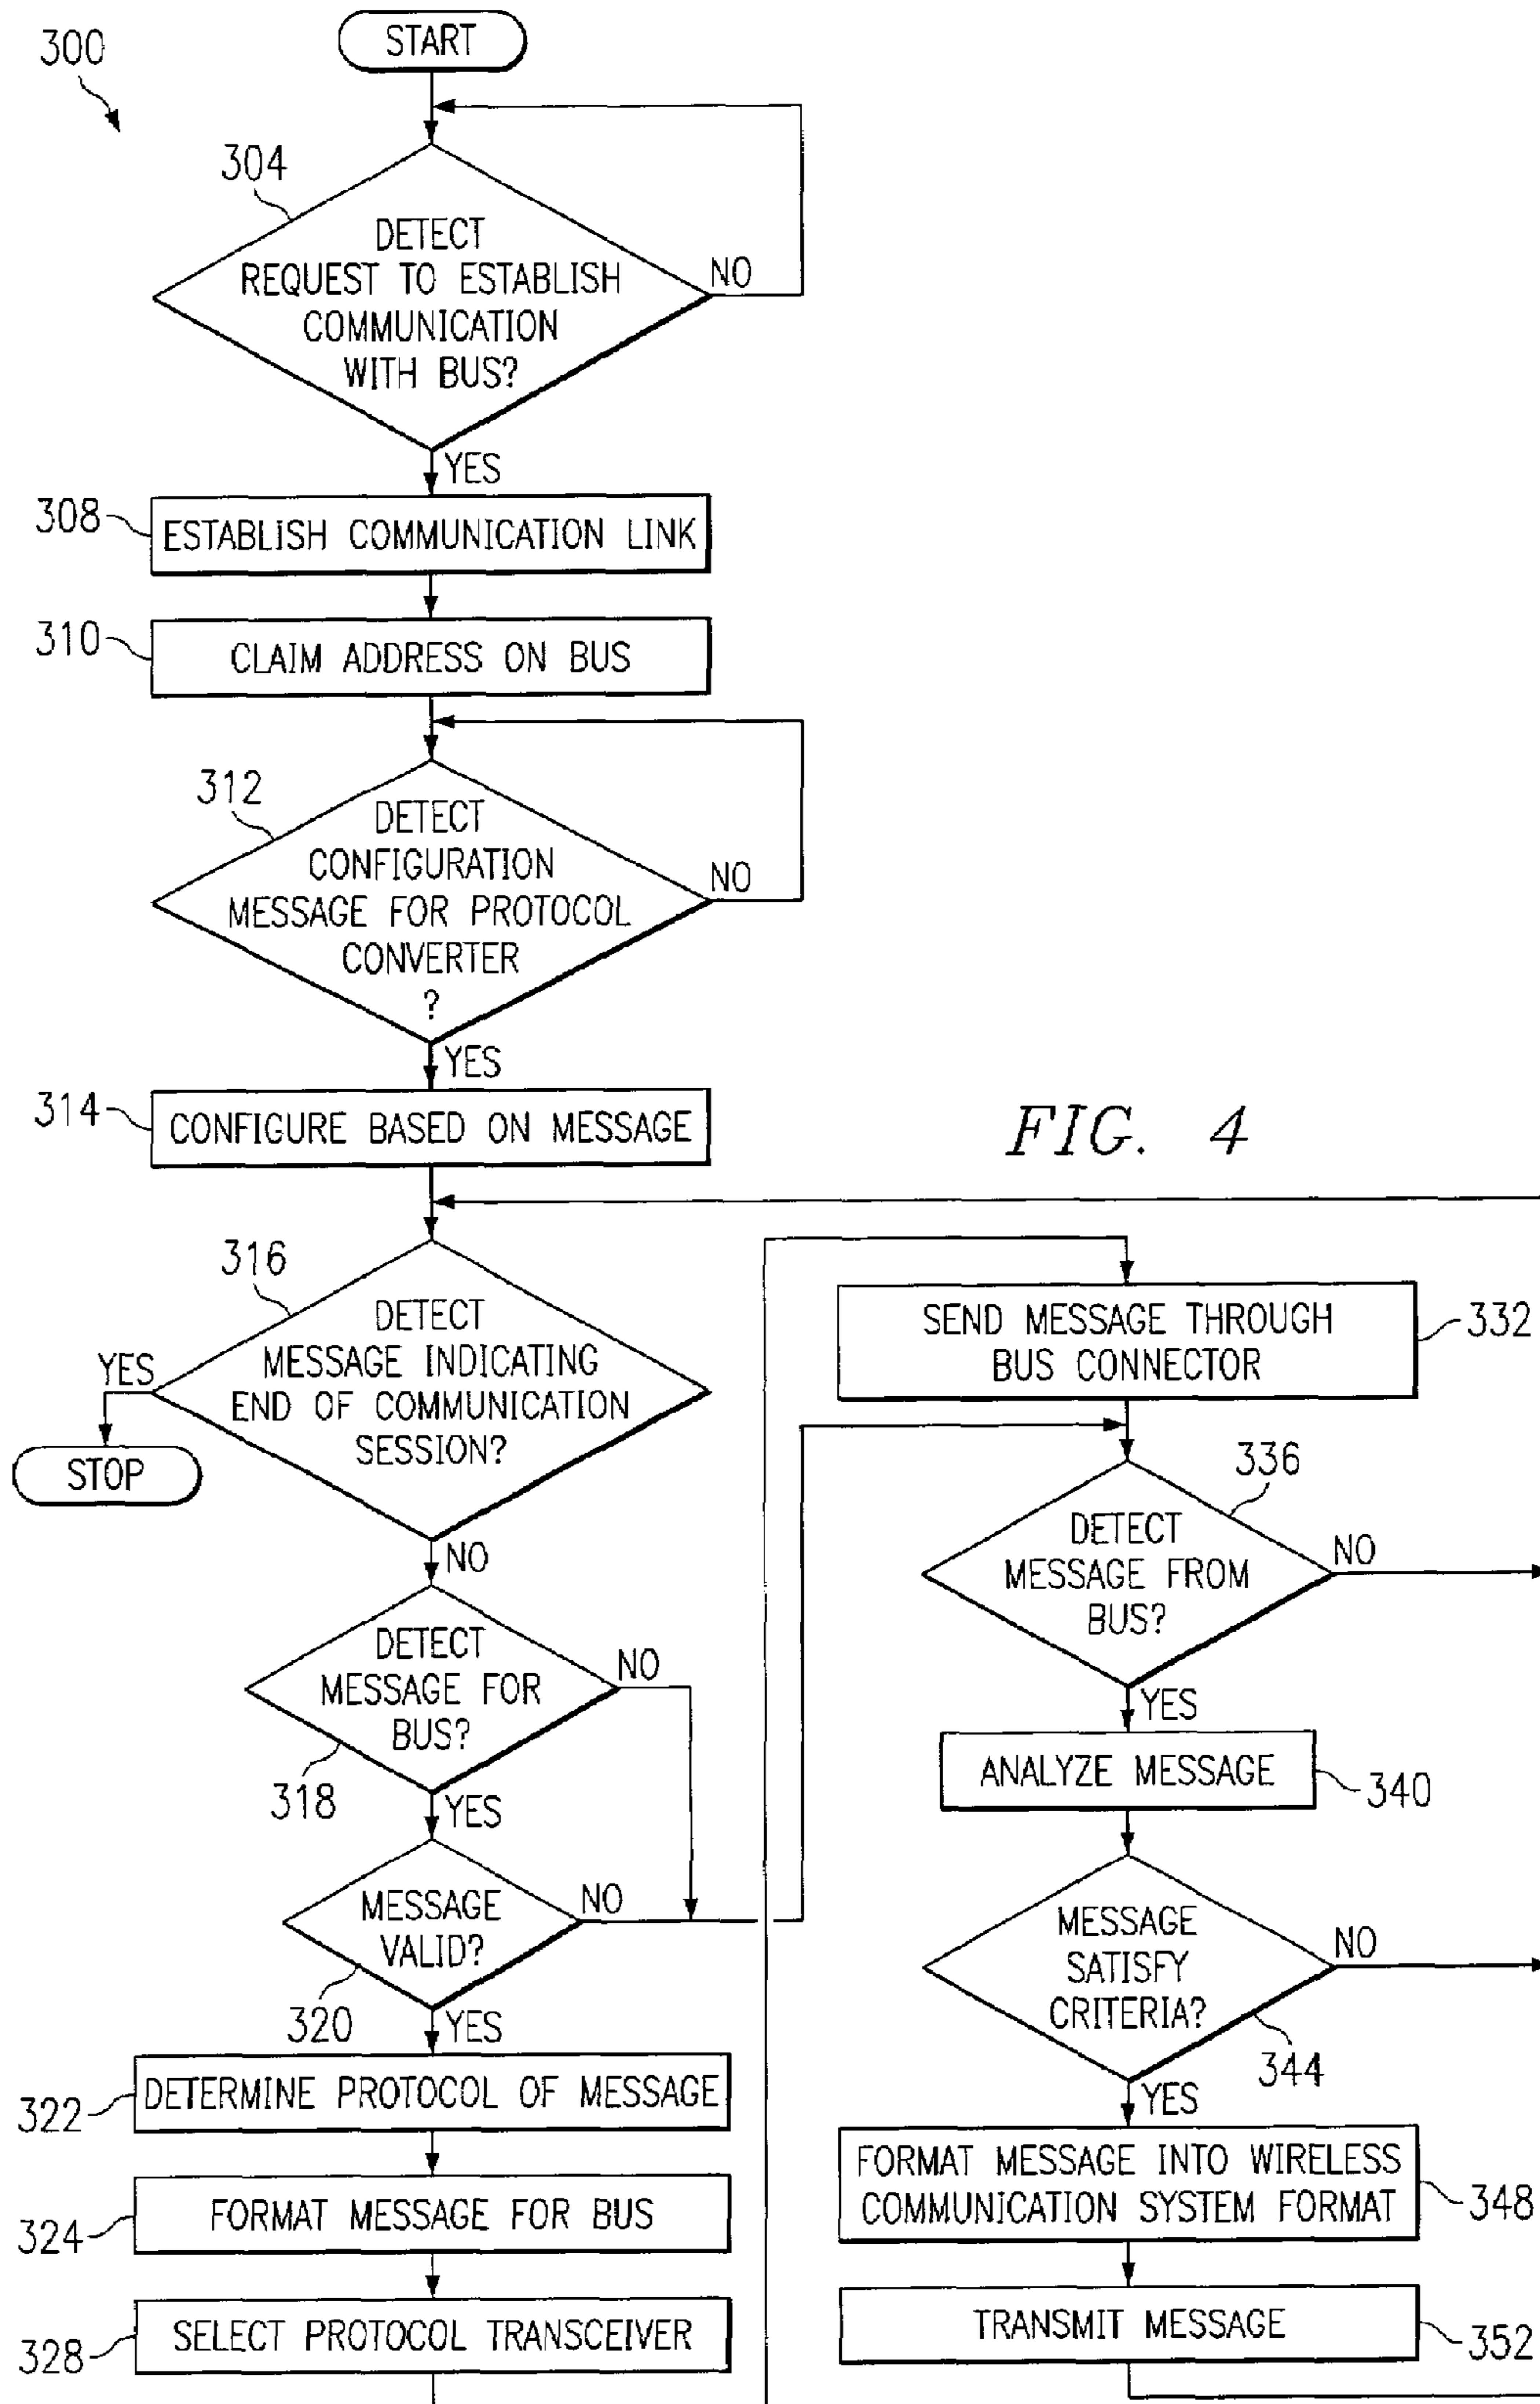 300
START
304
DETECT
REQUEST TO ESTABLISH
COMMUNICATION
WITH BUS?
NO
YES
308
ESTABLISH COMMUNICATION LINK
310
CLAIM ADDRESS ON BUS
312
DETECT
CONFIGURATION
MESSAGE FOR PROTOCOL
CONVERTER
?
NO
YES
314
CONFIGURE BASED ON MESSAGE
FIG. 4
316
DETECT
MESSAGE INDICATING
END OF COMMUNICATION
SESSION?
YES
STOP
NO
DETECT
MESSAGE FOR
BUS?
NO
318
YES
MESSAGE
VALID?
NO
320
YES
322
DETERMINE PROTOCOL OF MESSAGE
324
FORMAT MESSAGE FOR BUS
328
SELECT PROTOCOL TRANSCEIVER
SEND MESSAGE THROUGH
BUS CONNECTOR
332
336
DETECT
MESSAGE FROM
BUS?
NO
YES
ANALYZE MESSAGE
340
MESSAGE
SATISFY
CRITERIA?
NO
344
YES
FORMAT MESSAGE INTO WIRELESS
COMMUNICATION SYSTEM FORMAT
348
TRANSMIT MESSAGE
352